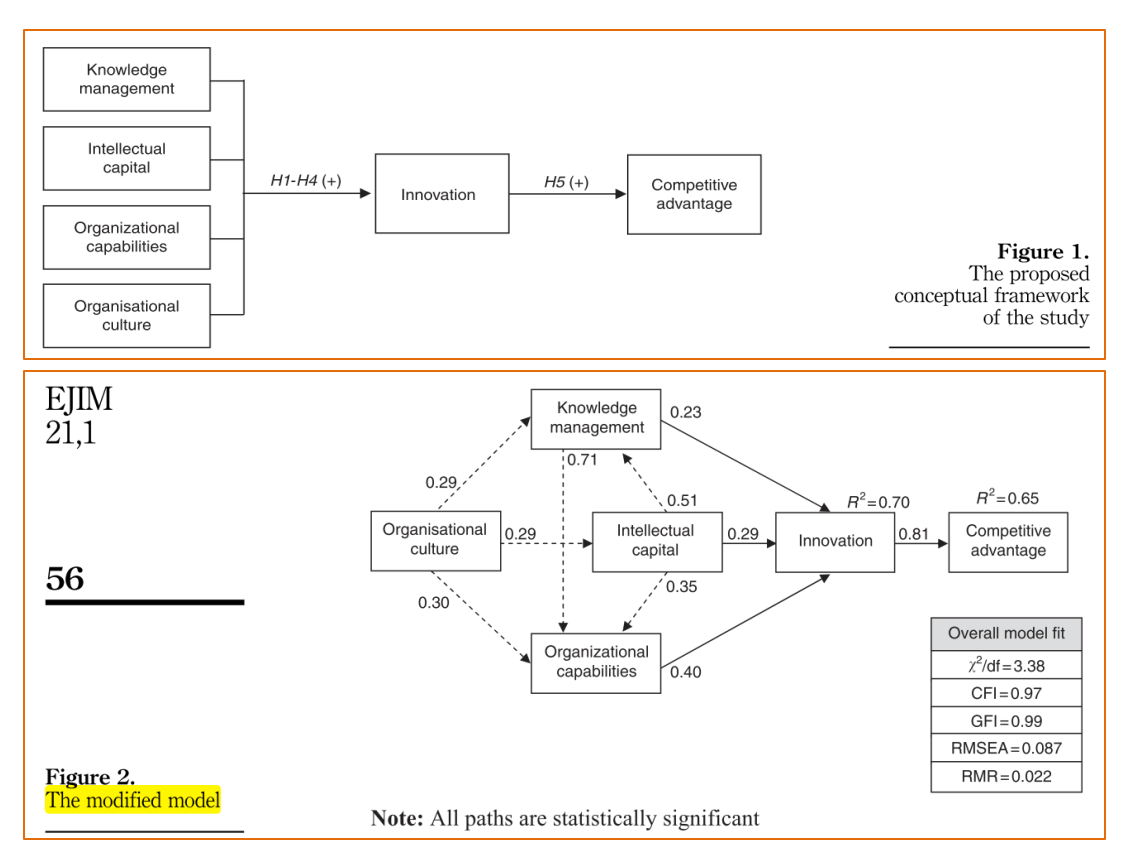 Knowledge
management
Intellectual
capital
Organizational
capabilities
Organisational
culture
H1-H4 (+)
Innovation
H5 (+)
Competitive
advantage
Figure 1.
The proposed
conceptual framework
of the study
EJIM
21,1
56
Figure 2.
The modified model
Knowledge
management
0.23
0.71
0.29
0.51
Organisational
culture
0.29
Intellectual
capital
0.29
R²=0.70
Innovation
0.81
R²=0.65
Competitive
advantage
0.30
0.35
Organizational
capabilities
0.40
Overall model fit
χ²/df=3.38
CFI=0.97
GFI=0.99
RMSEA=0.087
RMR=0.022
Note: All paths are statistically significant